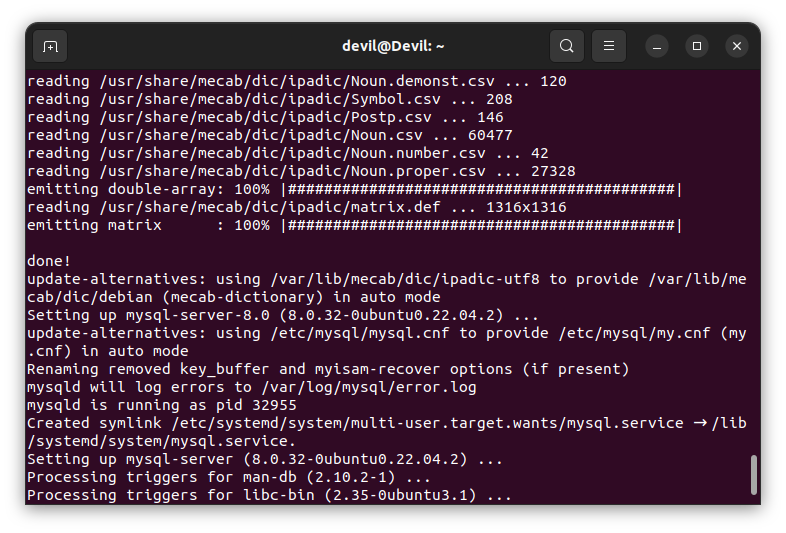 devil@Devil: ~
reading /usr/share/mecab/dic/ipadic/Noun.demonst.csv ... 120
reading /usr/share/mecab/dic/ipadic/Symbol.csv ... 208
reading /usr/share/mecab/dic/ipadic/Postp.csv ... 146
reading /usr/share/mecab/dic/ipadic/Noun.csv ... 60477
reading /usr/share/mecab/dic/ipadic/Noun.number.csv ... 42
reading /usr/share/mecab/dic/ipadic/Noun.proper.csv ... 27328
emitting double-array: 100% |###########################################|
reading /usr/share/mecab/dic/ipadic/matrix.def ... 1316x1316
emitting matrix      : 100% |###########################################|
done!
update-alternatives: using /var/lib/mecab/dic/ipadic-utf8 to provide /var/lib/me
cab/dic/debian (mecab-dictionary) in auto mode
Setting up mysql-server-8.0 (8.0.32-0ubuntu0.22.04.2) ...
update-alternatives: using /etc/mysql/mysql.cnf to provide /etc/mysql/my.cnf (my
.cnf) in auto mode
Renaming removed key_buffer and myisam-recover options (if present)
mysqld will log errors to /var/log/mysql/error.log
mysqld is running as pid 32955
Created symlink /etc/systemd/system/multi-user.target.wants/mysql.service → /lib
/systemd/system/mysql.service.
Setting up mysql-server (8.0.32-0ubuntu0.22.04.2) ...
Processing triggers for man-db (2.10.2-1) ...
Processing triggers for libc-bin (2.35-0ubuntu3.1) ...